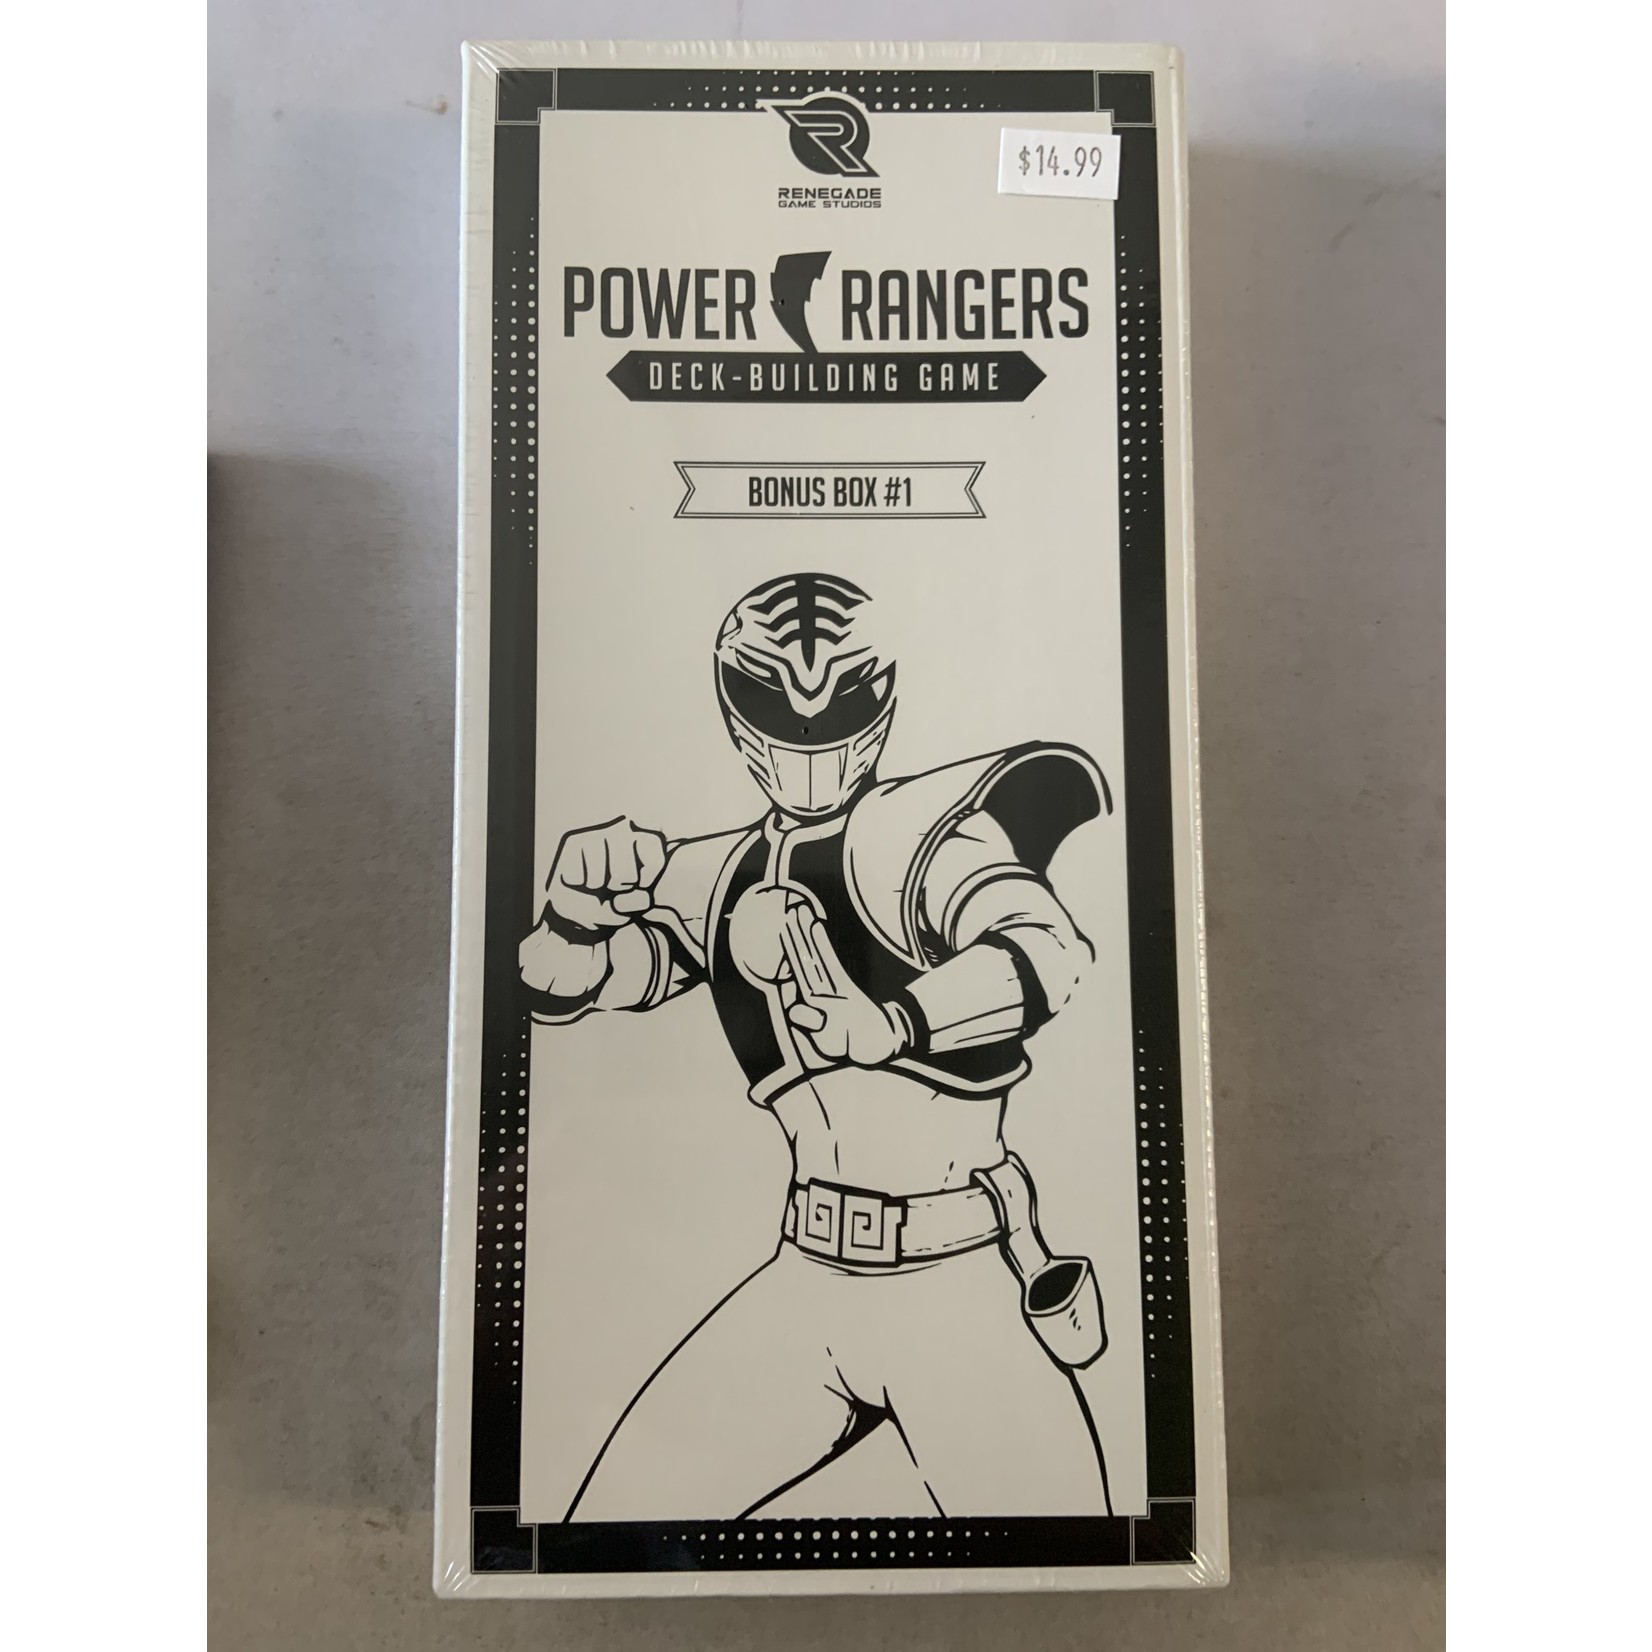 $14.99
RENEGADE
GAME STUDIOS
POWER RANGERS
DECK-BUILDING GAME
BONUS BOX #1